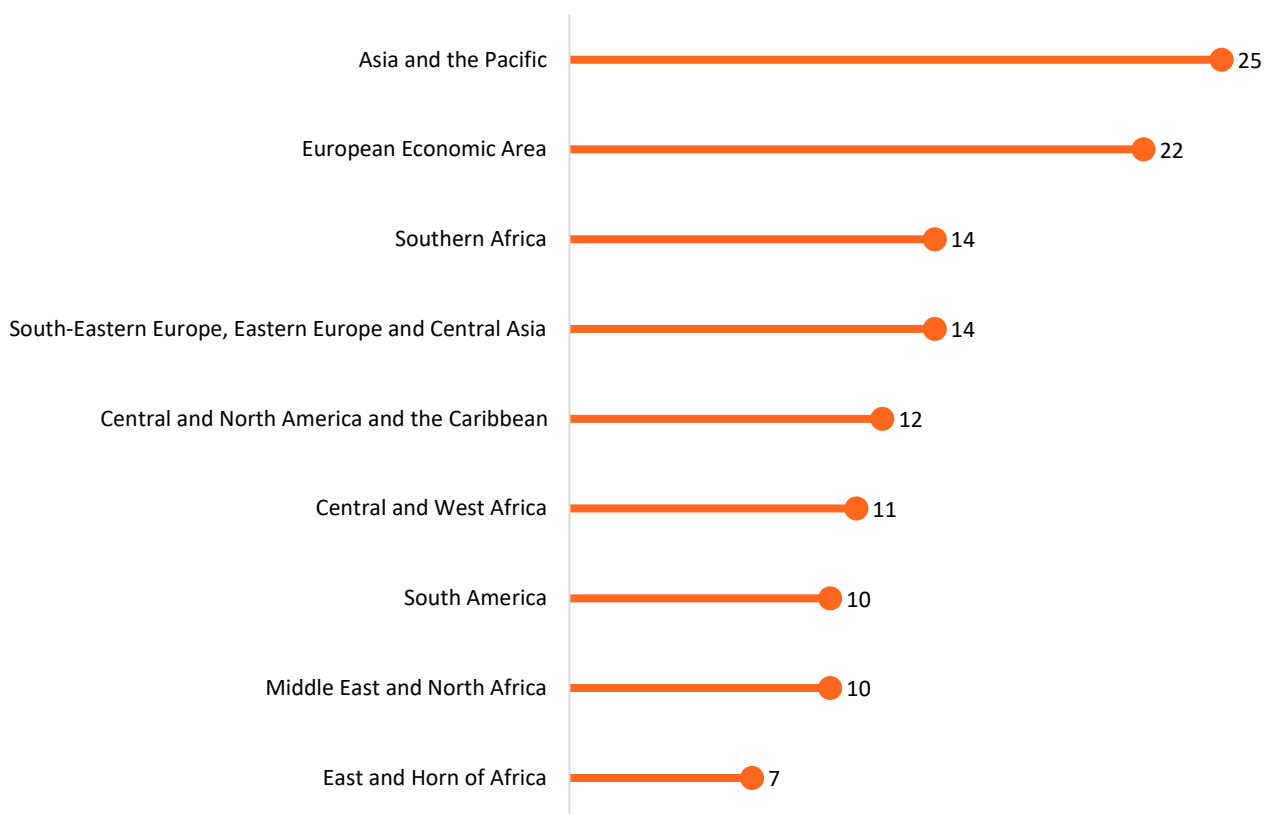 Asia and the Pacific 25
European Economic Area 22
Southern Africa 14
South-Eastern Europe, Eastern Europe and Central Asia 14
Central and North America and the Caribbean 12
Central and West Africa 11
South America 10
Middle East and North Africa 10
East and Horn of Africa 7